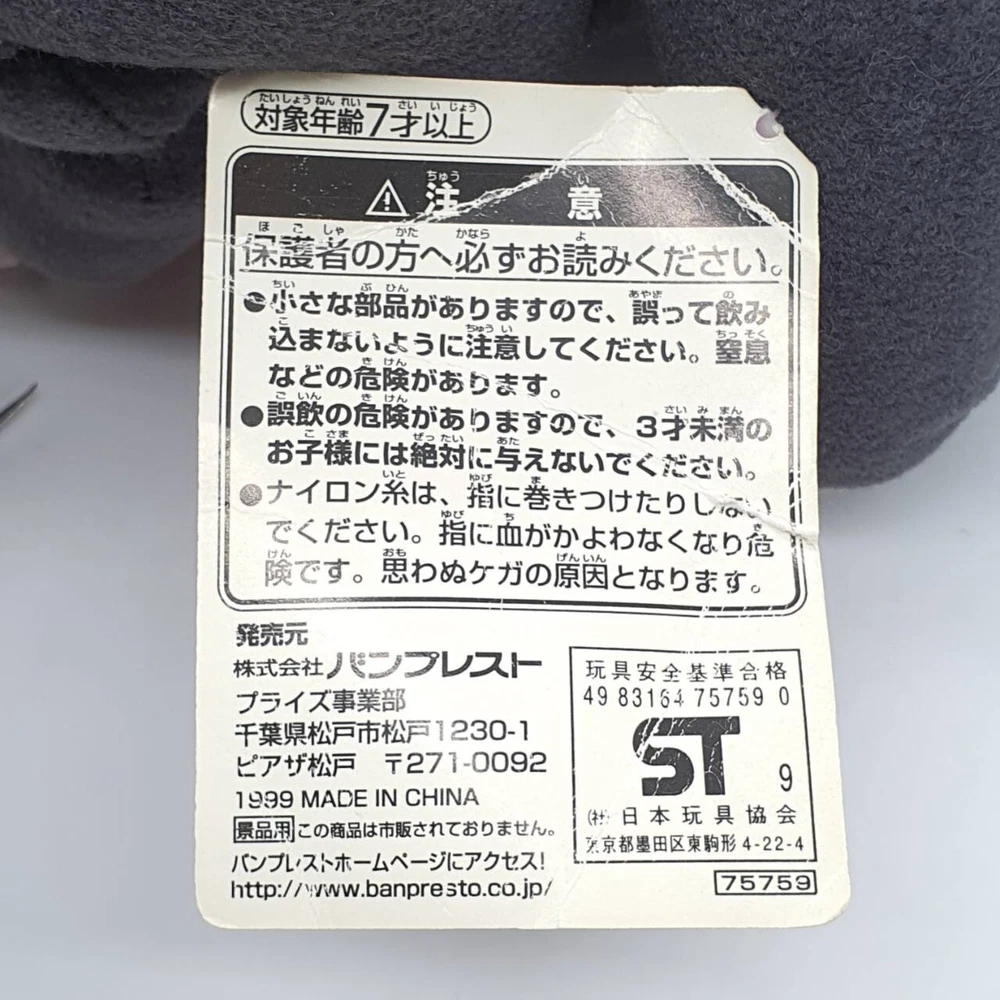 対象年齢7才以上
⚠注意
保護者の方へ必ずお読みください。
●小さな部品がありますので、誤って飲み
込まないように注意してください。窒息
などの危険があります。
●誤飲の危険がありますので、3才未満の
お子様には絶対に与えないでください。
●ナイロン糸は、指に巻きつけたりしない
でください。指に血がかよわなくなり危
険です。思わぬケガの原因となります。
発売元
株式会社バンプレスト
プライズ事業部
千葉県松戸市松戸1230-1
ピアザ松戸 〒271-0092
1999 MADE IN CHINA
景品用 この商品は市販されておりません。
バンプレストホームページにアクセス!
http://www.banpresto.co.jp/
玩具安全基準合格
49 83164 75759 0
ST 9
(社)日本玩具協会
東京都墨田区東駒形 4-22-4
75759